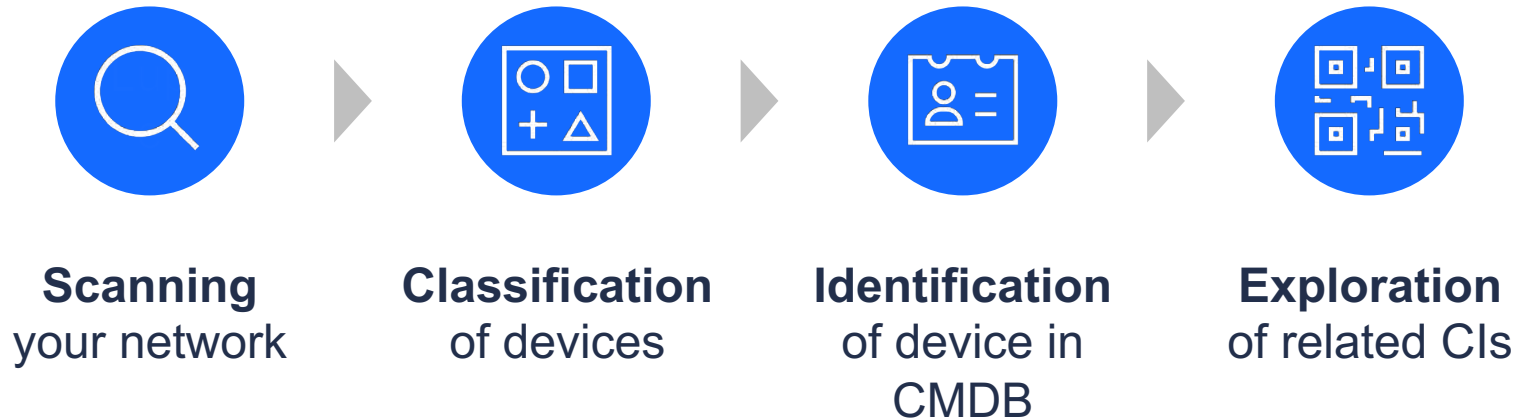 Scanning
your network
Classification
of devices
Identification
of device in
CMDB
Exploration
of related CIs